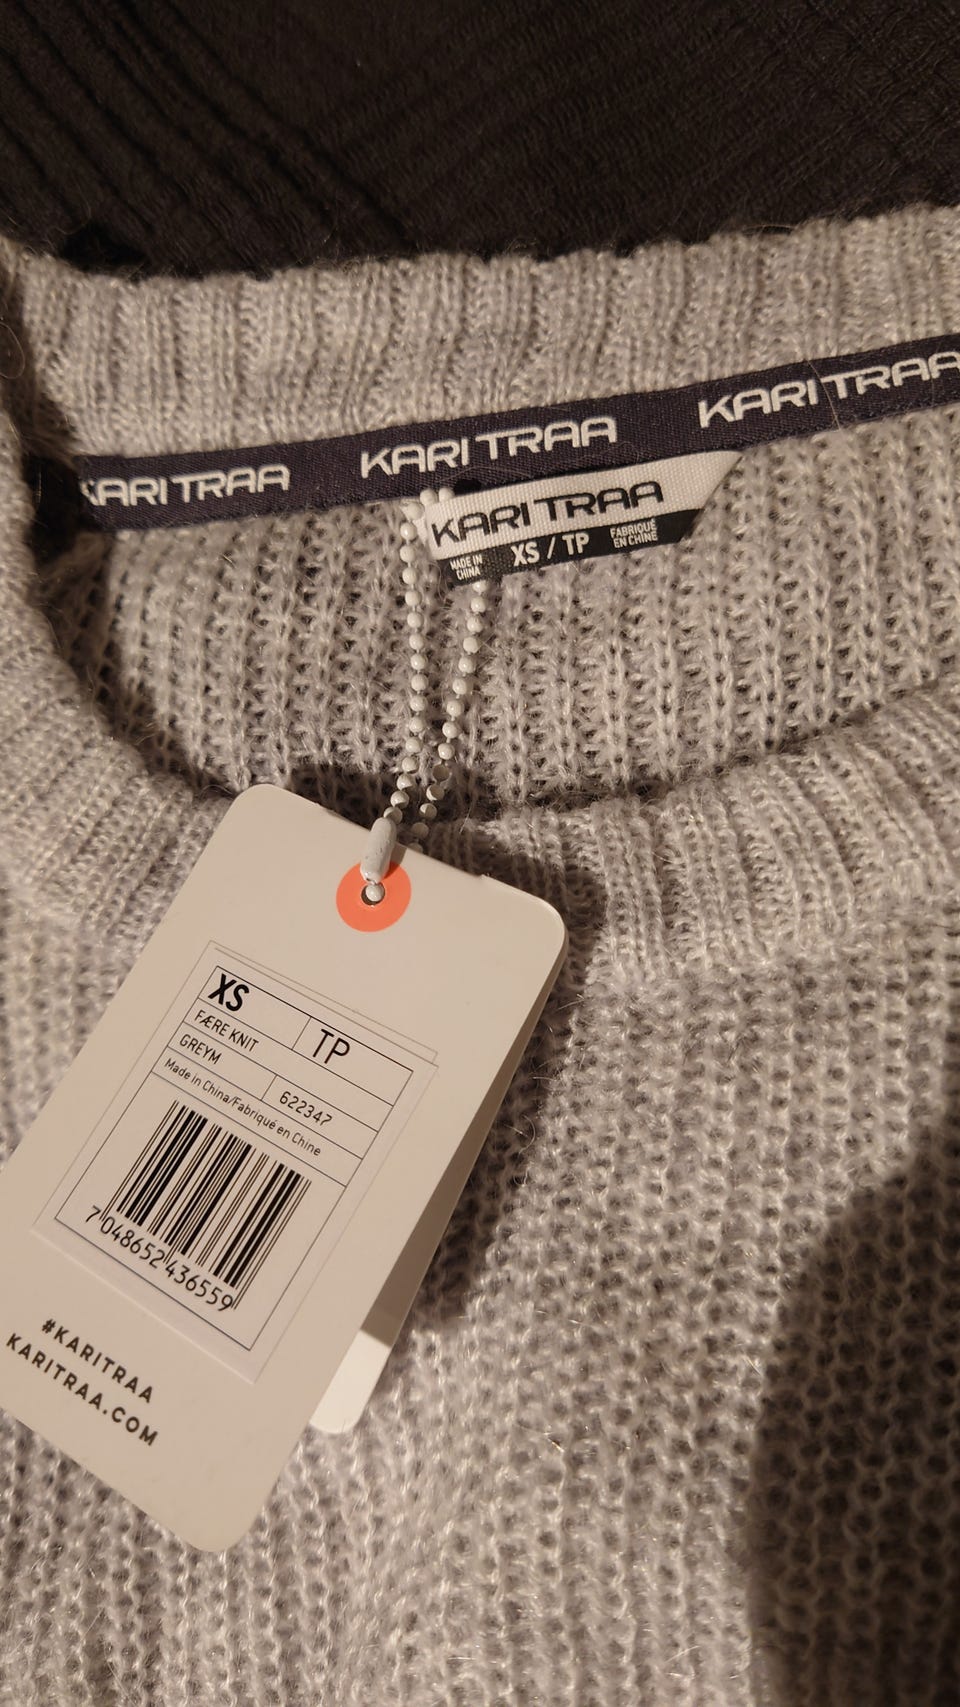 KARI TRAA KARI TRAA KARI TRAA
KARI TRAA
MADE IN CHINA XS / TP FABRIQUÉ EN CHINE
XS
TP
FÆRE KNIT
GREYM
622347
Made in China/Fabriqué en Chine
7 048652 436559
#KARITRAA
KARITRAA.COM